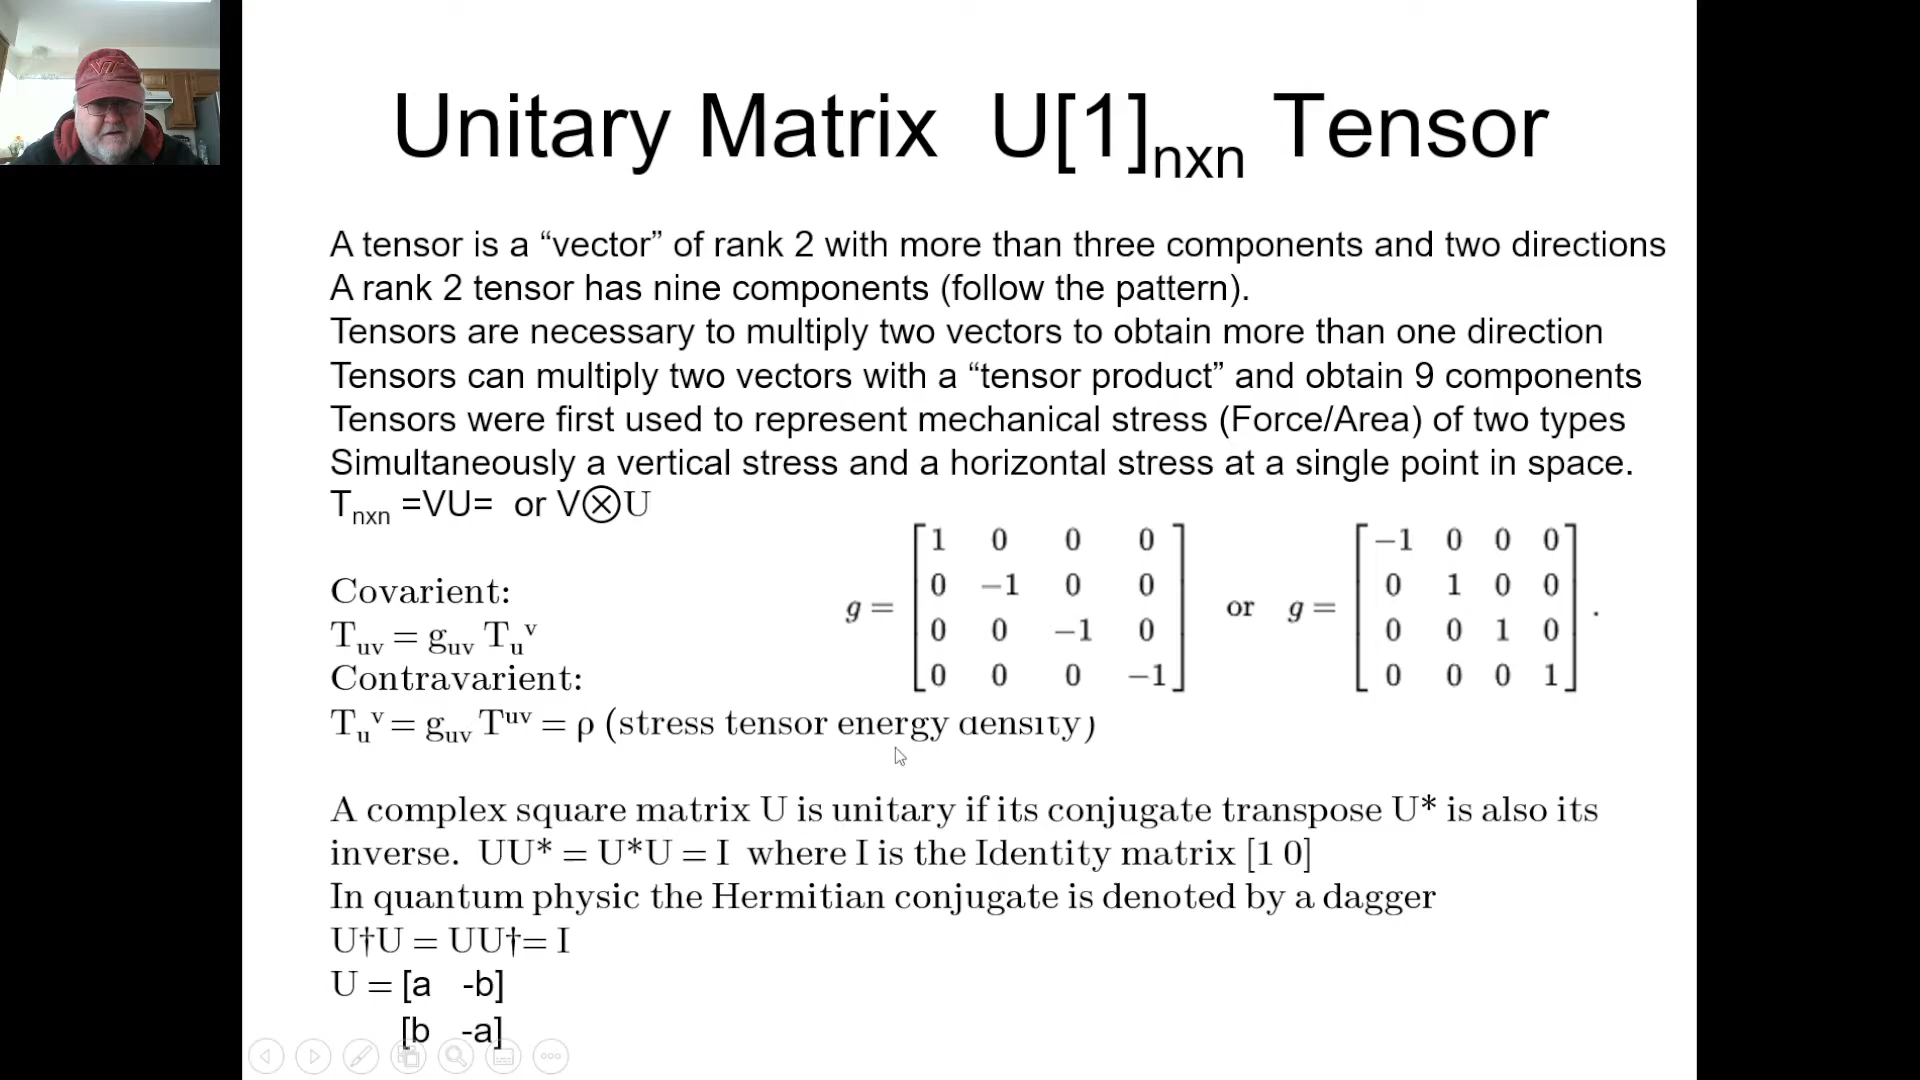 VT
Unitary Matrix U[1]nxn Tensor
A tensor is a “vector” of rank 2 with more than three components and two directions
A rank 2 tensor has nine components (follow the pattern).
Tensors are necessary to multiply two vectors to obtain more than one direction
Tensors can multiply two vectors with a “tensor product” and obtain 9 components
Tensors were first used to represent mechanical stress (Force/Area) of two types
Simultaneously a vertical stress and a horizontal stress at a single point in space.
Tnxn =VU= or V⊗U
Covarient:
Tuv = guv Tuv
Contravarient:
Tuv = guv Tuv = ρ (stress tensor energy density)
g =
[1 0 0 0
0 −1 0 0
0 0 −1 0
0 0 0 −1]
or g =
[−1 0 0 0
0 1 0 0
0 0 1 0
0 0 0 1] .
A complex square matrix U is unitary if its conjugate transpose U* is also its
inverse. UU* = U*U = I where I is the Identity matrix [1 0]
In quantum physic the Hermitian conjugate is denoted by a dagger
U†U = UU†= I
U = [a -b]
[b -a]